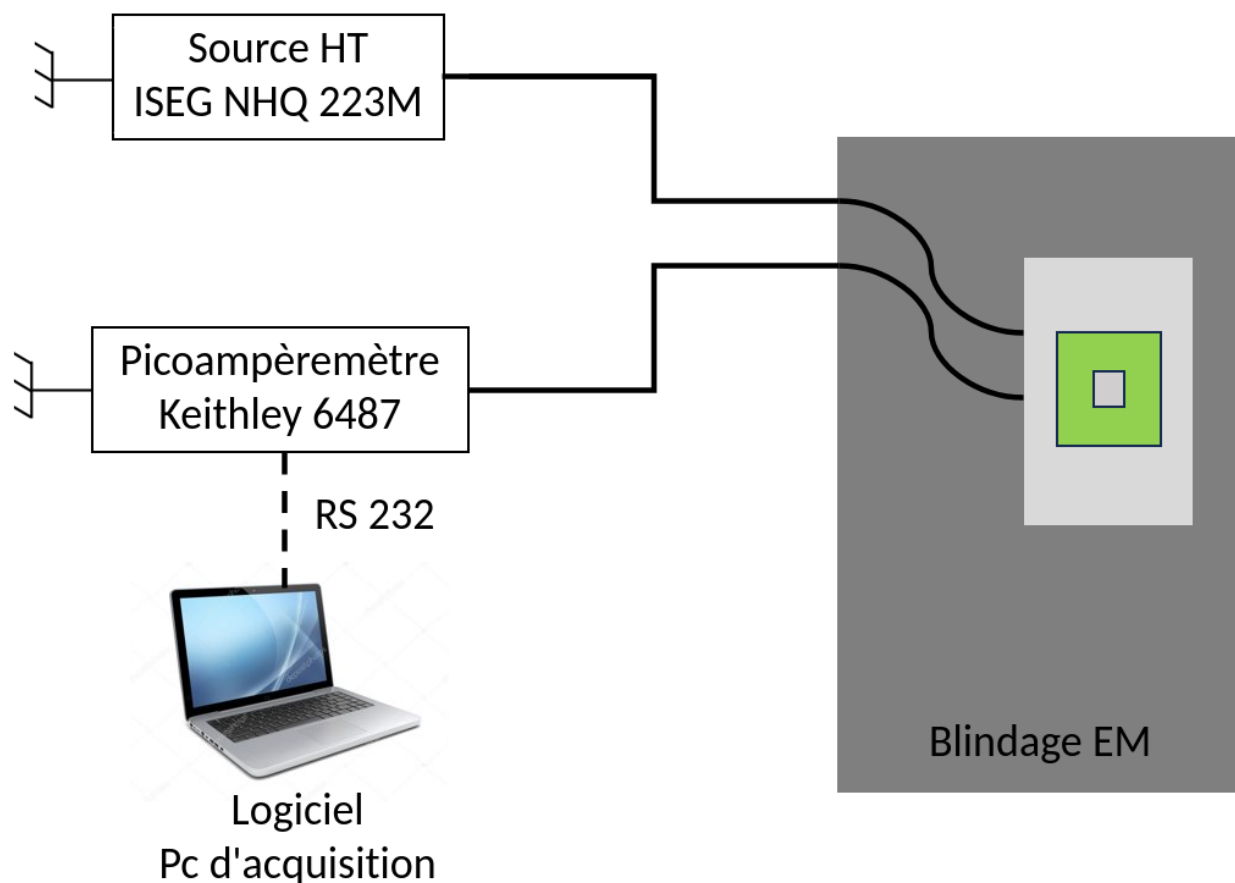 Source HT
ISEG NHQ 223M
Picoampèremètre
Keithley 6487
RS 232
Blindage EM
Logiciel
Pc d'acquisition